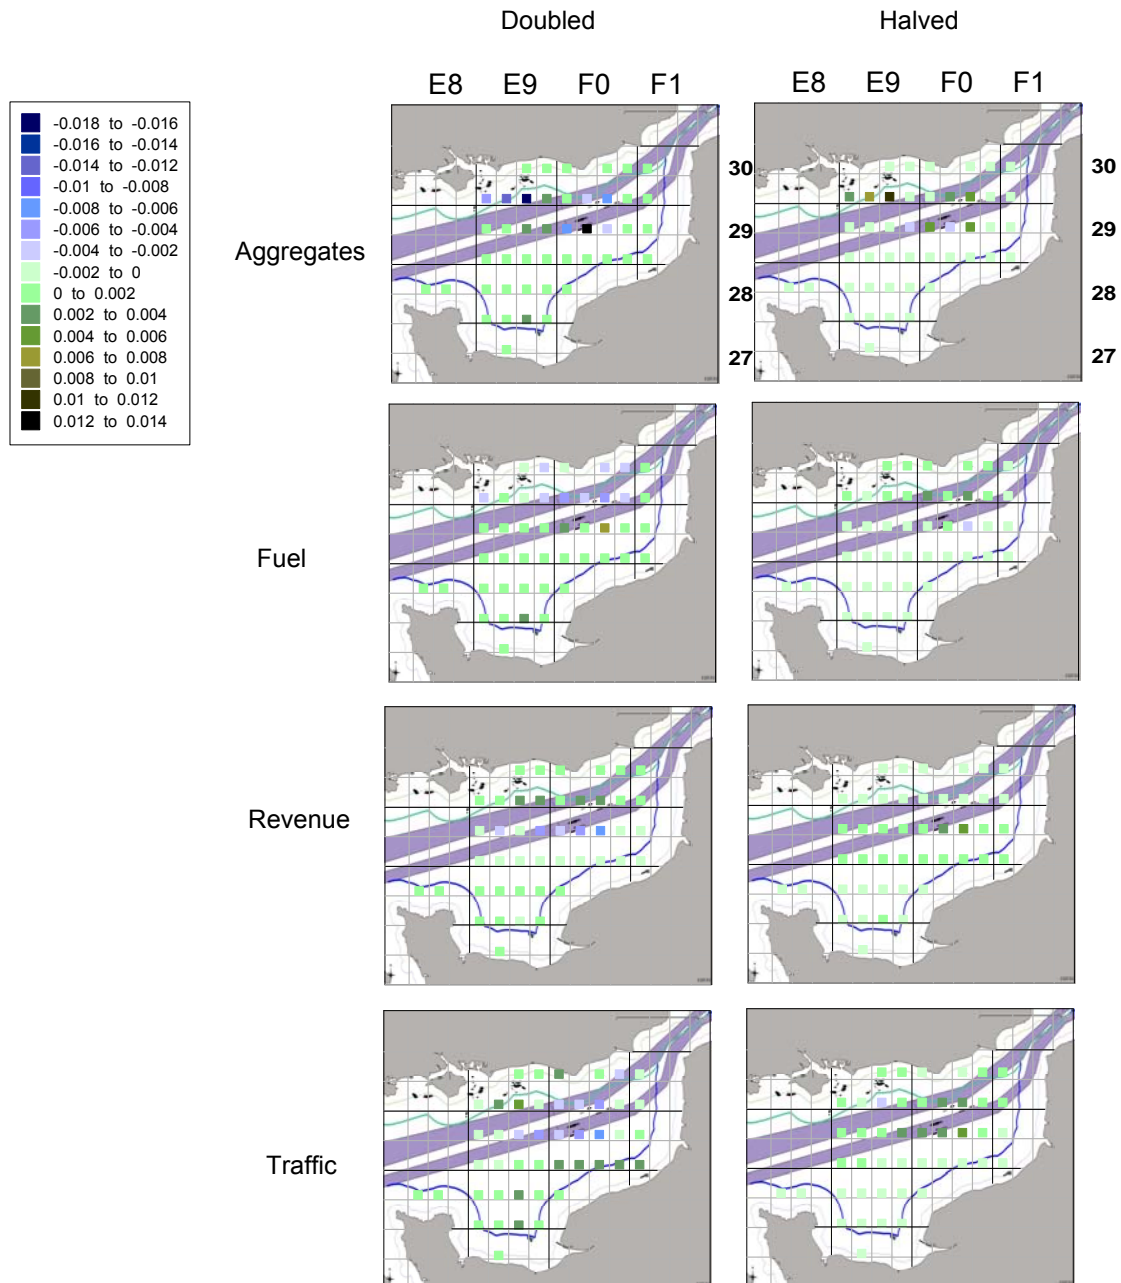 Doubled Halved
E8 E9 F0 F1 E8 E9 F0 F1
-0.018 to -0.016
-0.016 to -0.014
-0.014 to -0.012
-0.01 to -0.008
-0.008 to -0.006
-0.006 to -0.004
-0.004 to -0.002
-0.002 to 0
0 to 0.002
0.002 to 0.004
0.004 to 0.006
0.006 to 0.008
0.008 to 0.01
0.01 to 0.012
0.012 to 0.014
30 30
29 29
28 28
27 27
Aggregates
Fuel
Revenue
Traffic